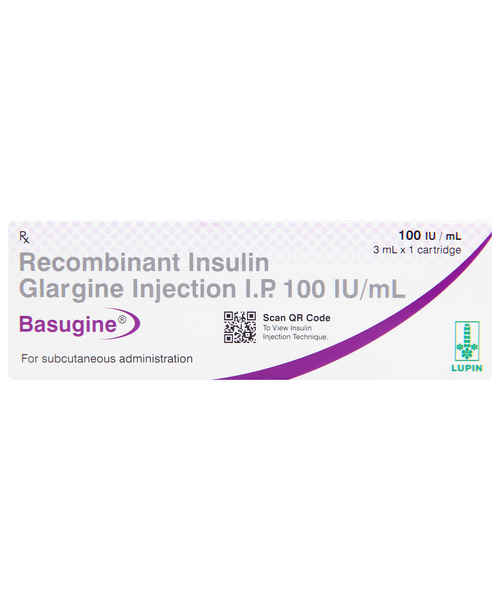 Rx
100 IU / mL
3 mL x 1 cartridge
Recombinant Insulin
Glargine Injection I.P. 100 IU/mL
Basugine®
Scan QR Code
To View Insulin
Injection Technique.
For subcutaneous administration
LUPIN